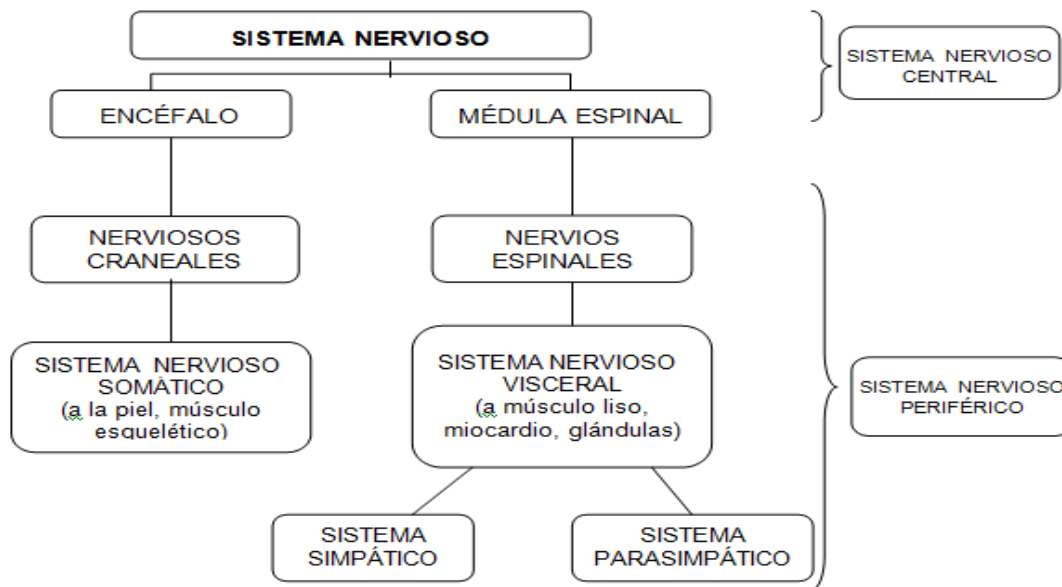 SISTEMA NERVIOSO
SISTEMA NERVIOSO
CENTRAL
ENCÉFALO
MÉDULA ESPINAL
NERVIOSOS
CRANEALES
NERVIOS
ESPINALES
SISTEMA NERVIOSO
SOMÀTICO
(a la piel, músculo
esquelético)
SISTEMA NERVIOSO
VISCERAL
(a músculo liso,
miocardio, glándulas)
SISTEMA NERVIOSO
PERIFÉRICO
SISTEMA
SIMPÁTICO
SISTEMA
PARASIMPÁTICO